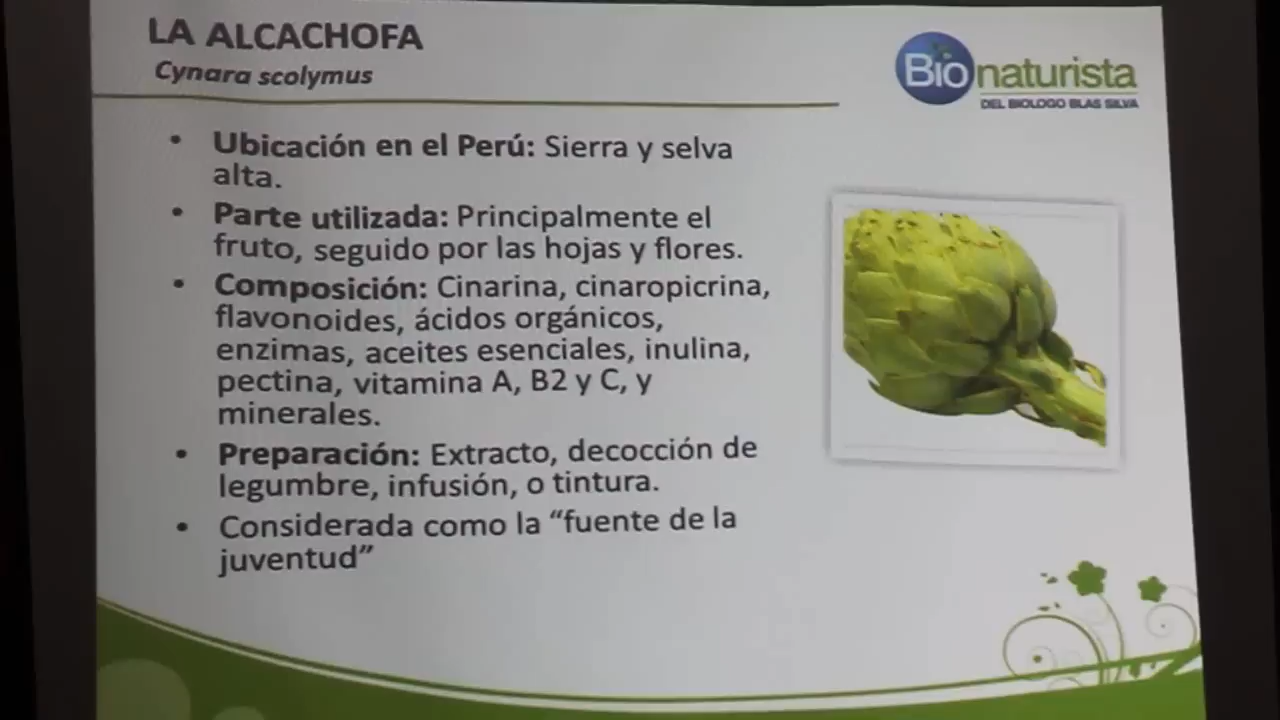 LA ALCACHOFA
Cynara scolymus
Bionaturista
DEL BIOLOGO BLAS SILVA
• Ubicación en el Perú: Sierra y selva
alta.
• Parte utilizada: Principalmente el
fruto, seguido por las hojas y flores.
• Composición: Cinarina, cinaropicrina,
flavonoides, ácidos orgánicos,
enzimas, aceites esenciales, inulina,
pectina, vitamina A, B2 y C, y
minerales.
• Preparación: Extracto, decocción de
legumbre, infusión, o tintura.
• Considerada como la “fuente de la
juventud”